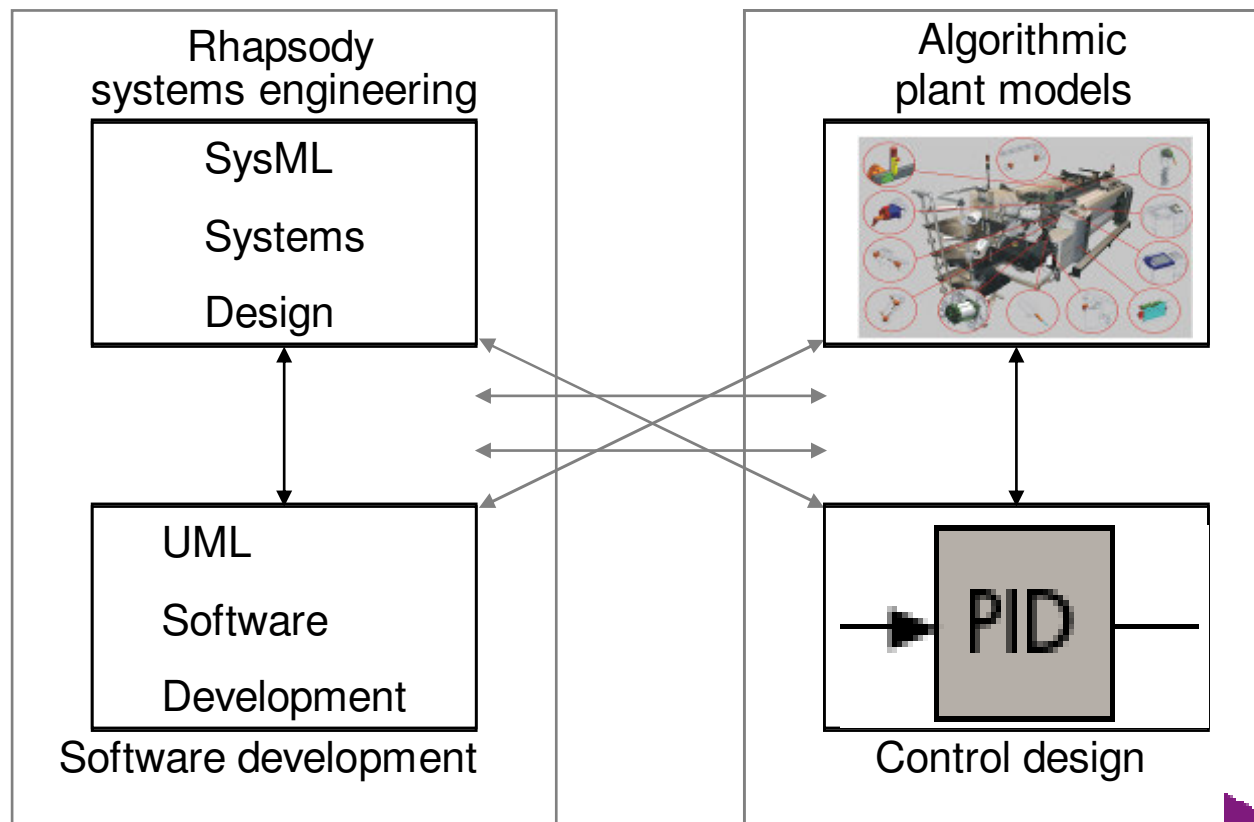 Rhapsody
systems engineering
SysML
Systems
Design
UML
Software
Development
Software development
Algorithmic
plant models
PID
Control design